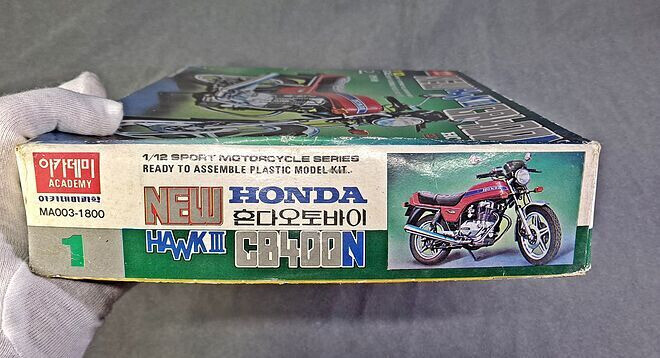 아카데미
ACADEMY
아카데미과학
MA003-1800
1
1/12 SPORT MOTORCYCLE SERIES
READY TO ASSEMBLE PLASTIC MODEL KIT..
NEW HONDA
혼다오토바이
HAWK III CB400N
HONDA